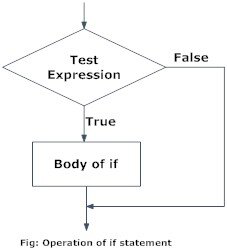 Test
Expression
False
True
Body of if
Fig: Operation of if statement